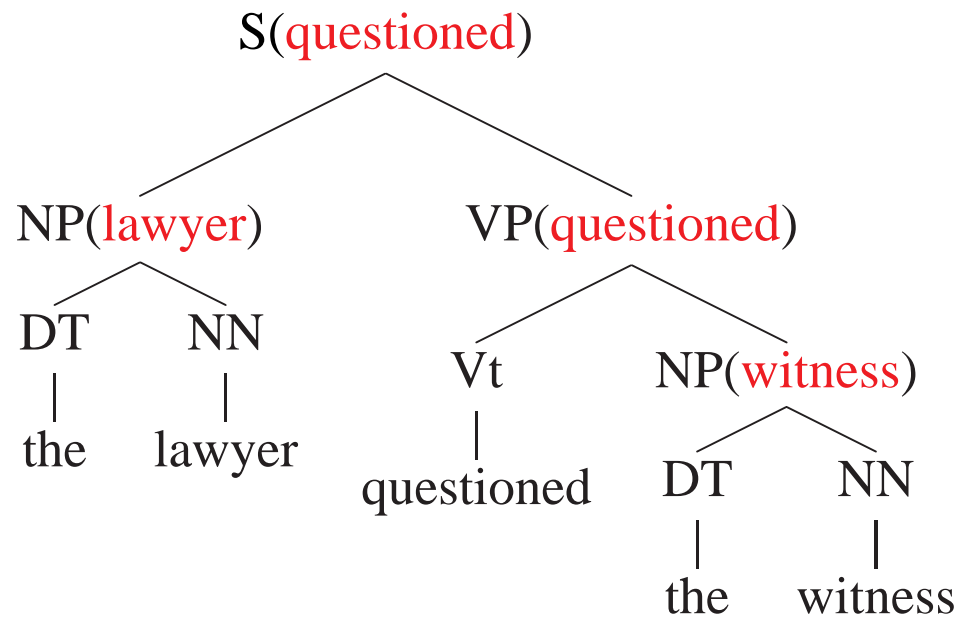 S(questioned)
NP(lawyer) VP(questioned)
DT NN
Vt NP(witness)
the lawyer
questioned DT NN
the witness